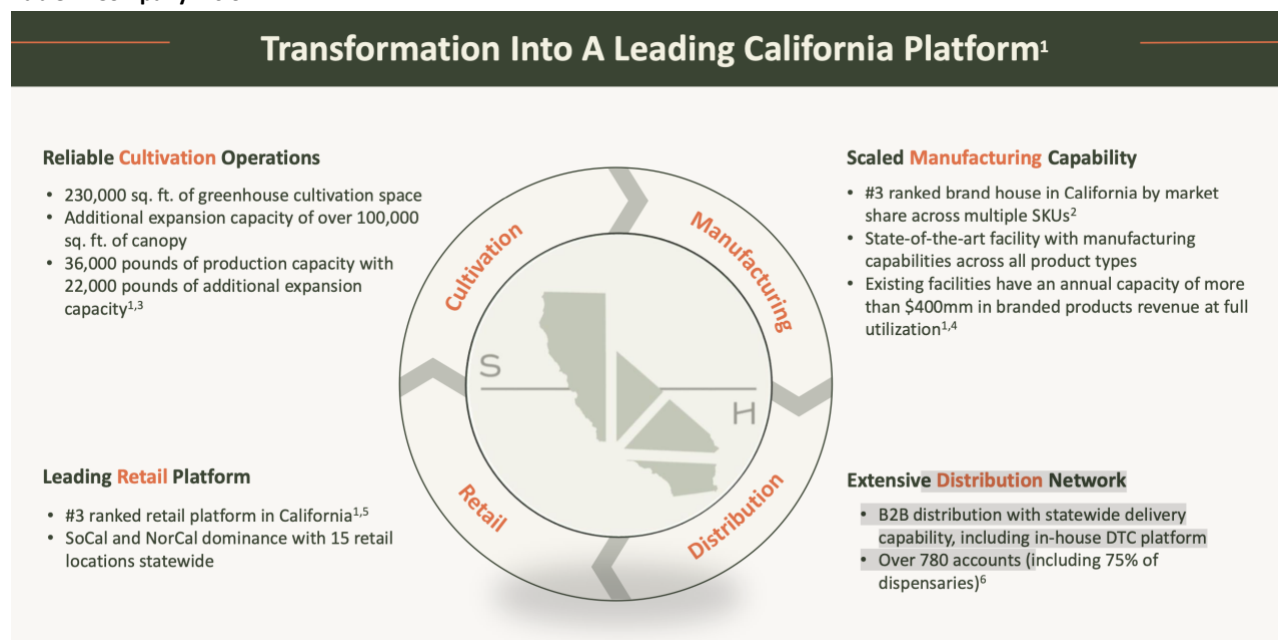 Transformation Into A Leading California Platform1
Reliable Cultivation Operations
• 230,000 sq. ft. of greenhouse cultivation space
• Additional expansion capacity of over 100,000
sq. ft. of canopy
• 36,000 pounds of production capacity with
22,000 pounds of additional expansion
capacity1,3
Scaled Manufacturing Capability
• #3 ranked brand house in California by market
share across multiple SKUs2
• State-of-the-art facility with manufacturing
capabilities across all product types
• Existing facilities have an annual capacity of more
than $400mm in branded products revenue at full
utilization1,4
Cultivation
Manufacturing
S
H
Retail
Distribution
Leading Retail Platform
• #3 ranked retail platform in California1,5
• SoCal and NorCal dominance with 15 retail
locations statewide
Extensive Distribution Network
• B2B distribution with statewide delivery
capability, including in-house DTC platform
• Over 780 accounts (including 75% of
dispensaries)6